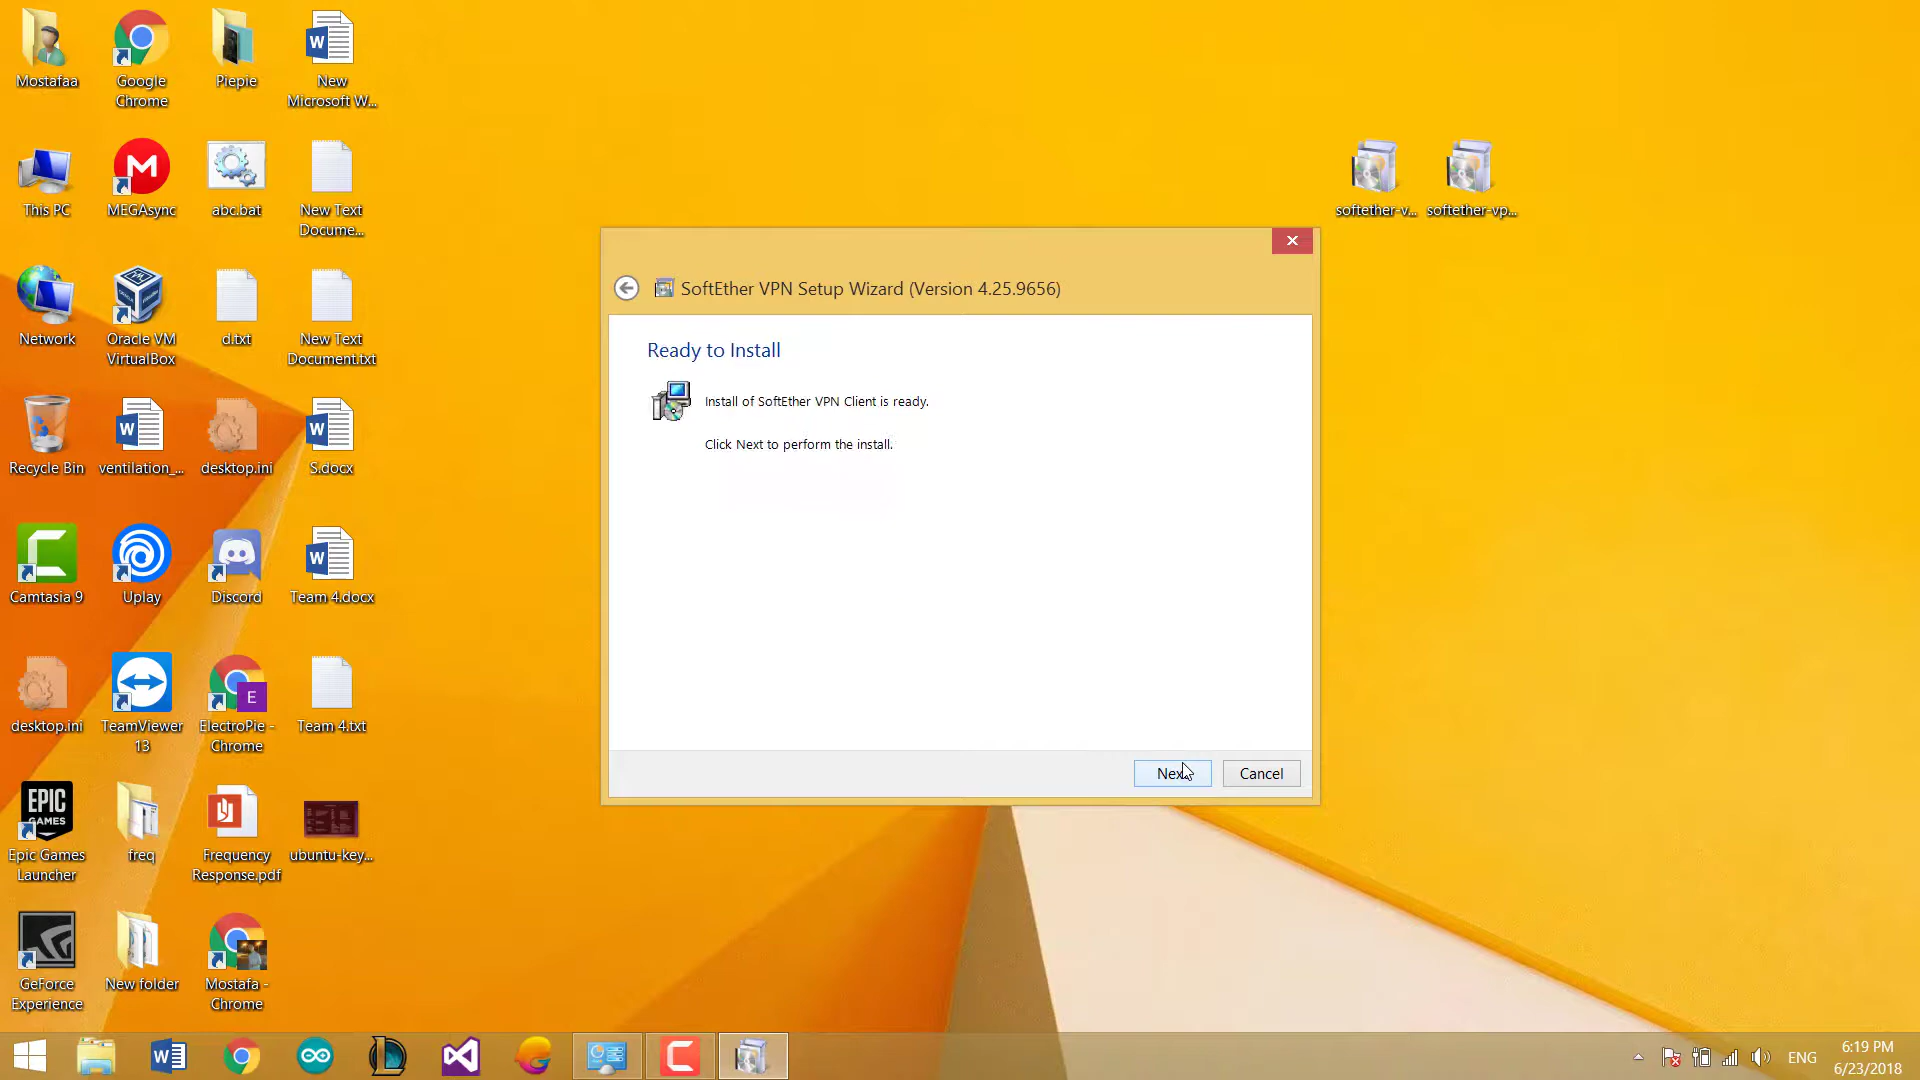 Mostafaa
Google
Chrome
Piepie
New
Microsoft W...
This PC
MEGAsync
abc.bat
New Text
Docume...
Network
Oracle VM
VirtualBox
d.txt
New Text
Document.txt
Recycle Bin
ventilation_...
desktop.ini
S.docx
Camtasia 9
Uplay
Discord
Team 4.docx
desktop.ini
TeamViewer
13
E
ElectroPie -
Chrome
Team 4.txt
EPIC
GAMES
Epic Games
Launcher
freq
Frequency
Response.pdf
ubuntu-key...
GeForce
Experience
New folder
Mostafa -
Chrome
softether-v...
softether-vp...
SoftEther VPN Setup Wizard (Version 4.25.9656)
Ready to Install
Install of SoftEther VPN Client is ready.
Click Next to perform the install.
Next
Cancel
ENG
6:19 PM
6/23/2018